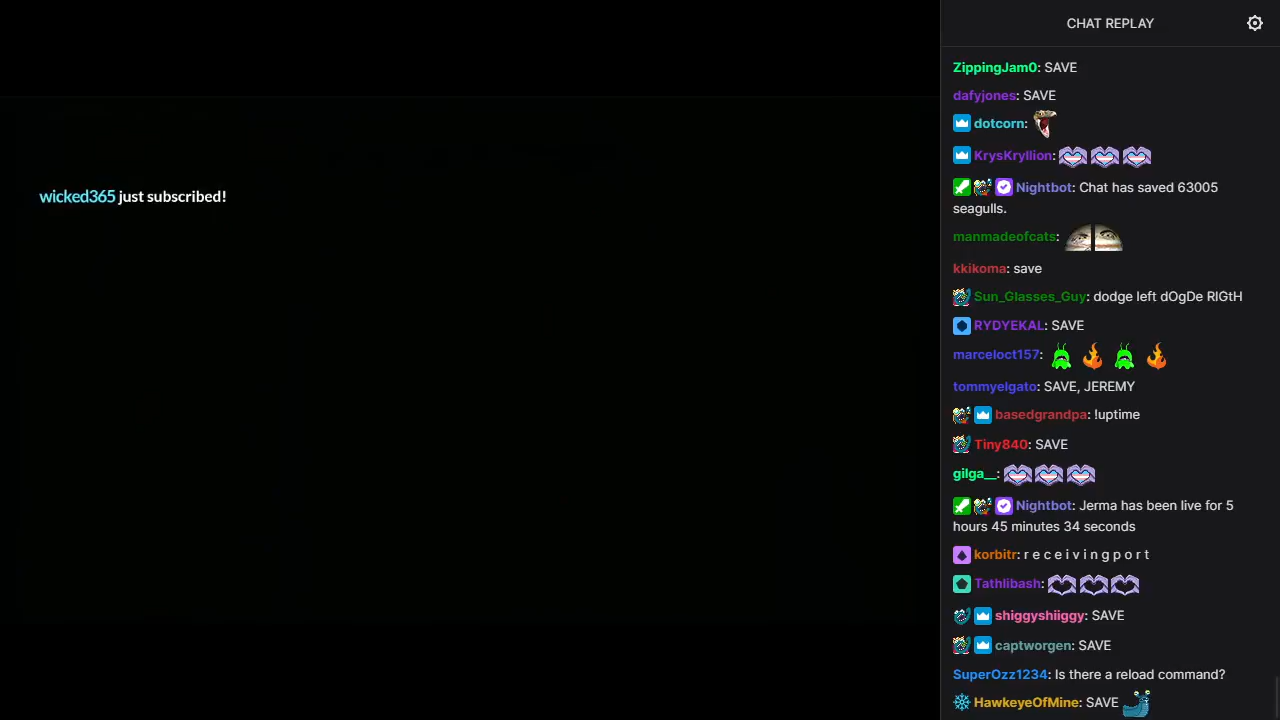 CHAT REPLAY
ZippingJam0: SAVE
dafyjones: SAVE
dotcorn:
KrysKryllion:
wicked365 just subscribed!
Nightbot: Chat has saved 63005
seagulls.
manmadeofcats:
kkikoma: save
Sun_Glasses_Guy: dodge left dOgDe RIGtH
RYDYEKAL: SAVE
marceloct157:
tommyelgato: SAVE, JEREMY
basedgrandpa: !uptime
Tiny840: SAVE
gilga__:
Nightbot: Jerma has been live for 5
hours 45 minutes 34 seconds
korbitr: r e c e i v i n g p o r t
Tathlibash:
shiggyshiiggy: SAVE
captworgen: SAVE
SuperOzz1234: Is there a reload command?
HawkeyeOfMine: SAVE